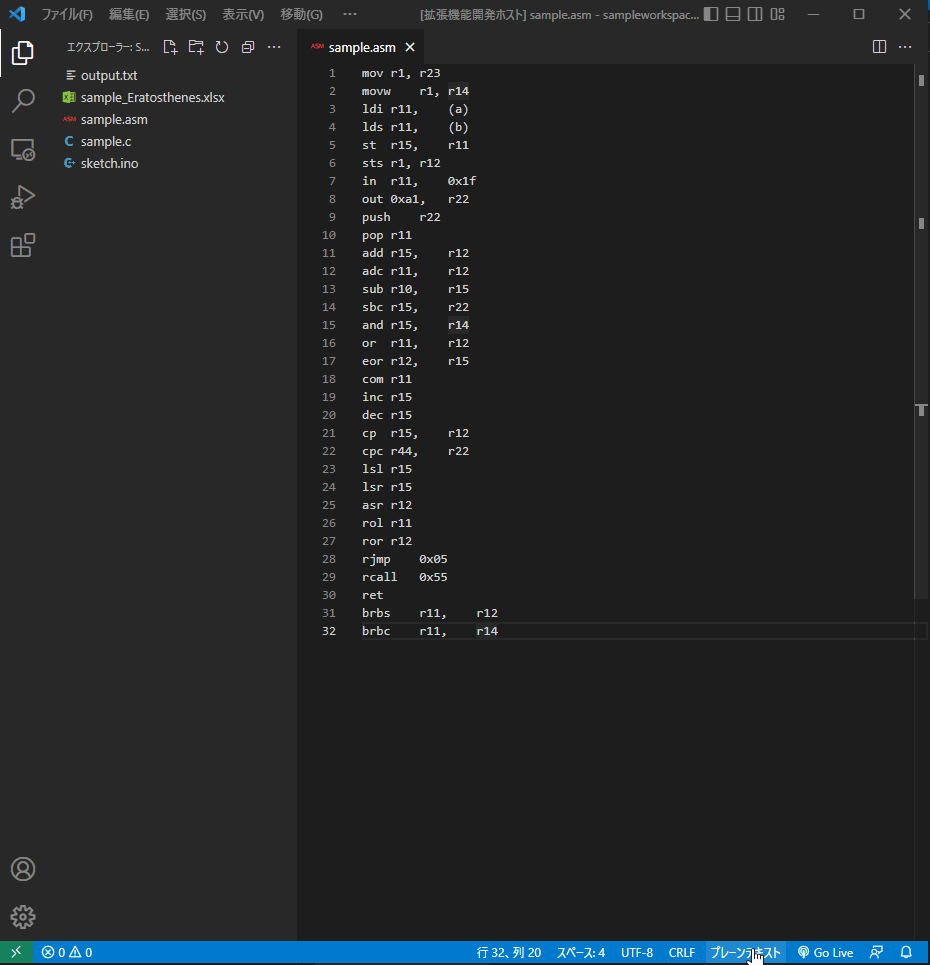 ファイル(F) 編集(E) 選択(S) 表示(V) 移動(G) ··· [拡張機能開発ホスト] sample.asm - sampleworkspac...
エクスプローラー: S... ···
output.txt
sample_Eratosthenes.xlsx
ASM sample.asm
C sample.c
sketch.ino
ASM sample.asm ×
1 mov r1, r23
2 movw r1, r14
3 ldi r11, (a)
4 lds r11, (b)
5 st r15, r11
6 sts r1, r12
7 in r11, 0x1f
8 out 0xa1, r22
9 push r22
10 pop r11
11 add r15, r12
12 adc r11, r12
13 sub r10, r15
14 sbc r15, r22
15 and r15, r14
16 or r11, r12
17 eor r12, r15
18 com r11
19 inc r15
20 dec r15
21 cp r15, r12
22 cpc r44, r22
23 lsl r15
24 lsr r15
25 asr r12
26 rol r11
27 ror r12
28 rjmp 0x05
29 rcall 0x55
30 ret
31 brbs r11, r12
32 brbc r11, r14
0 0 行 32、列 20 スペース: 4 UTF-8 CRLF プレーンテキスト Go Live